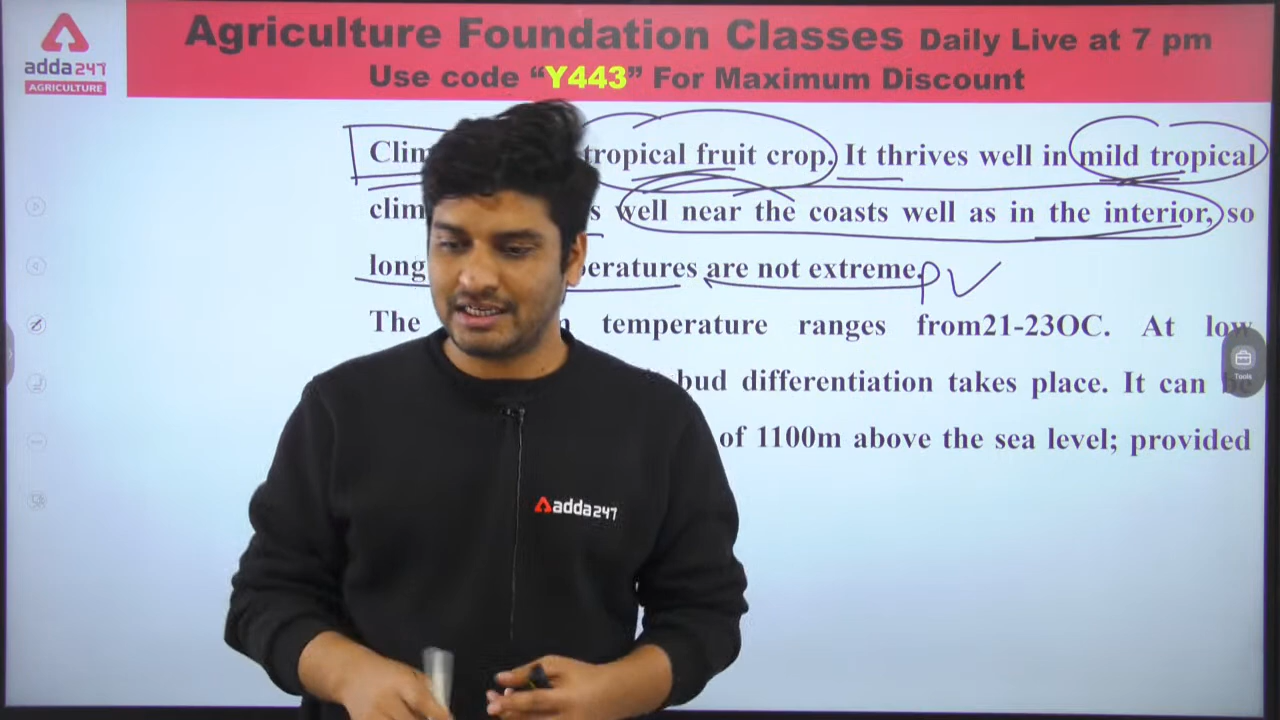 adda247
AGRICULTURE
Agriculture Foundation Classes Daily Live at 7 pm
Use code “Y443” For Maximum Discount
tropical fruit crop. It thrives well in mild tropical
well near the coasts well as in the interior, so
long are not extreme. PV
The temperature ranges from21-23OC. At low
bud differentiation takes place. It can
of 1100m above the sea level; provided
Tools
adda247